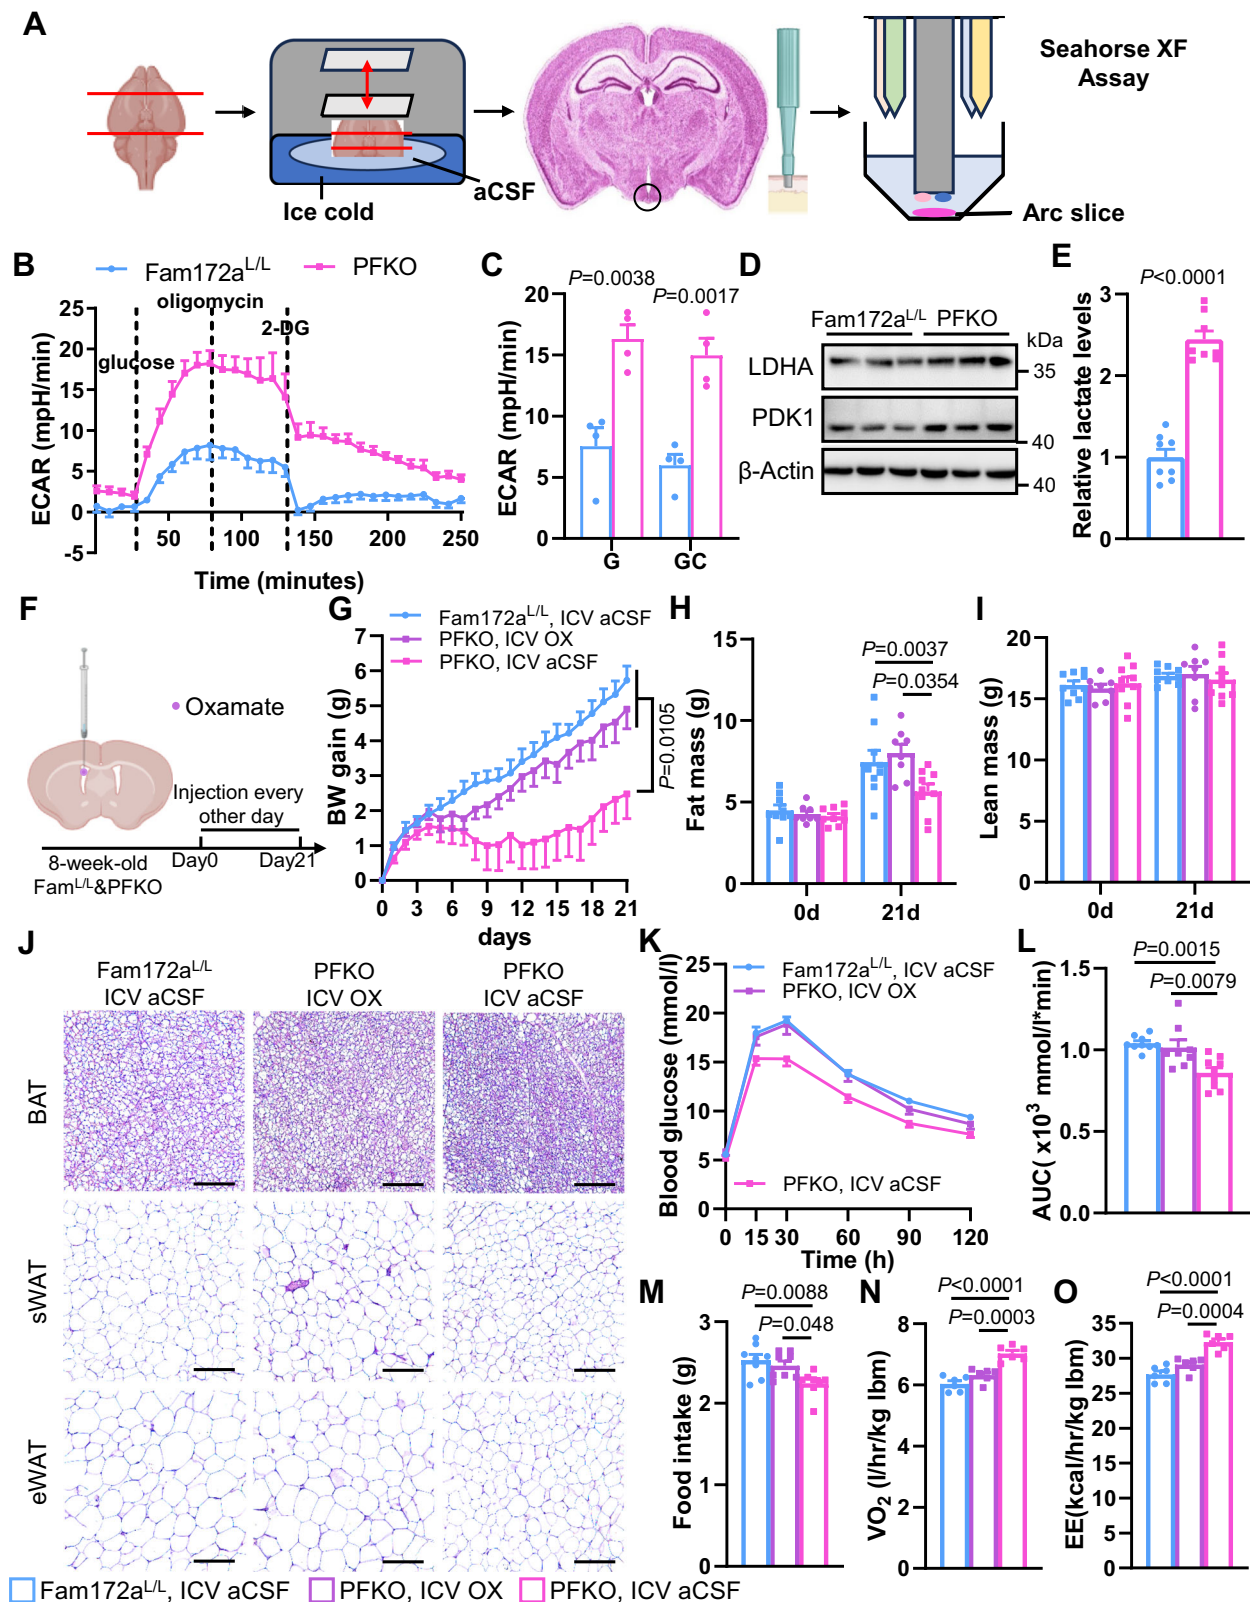 A
Seahorse XF
Assay
aCSF
Ice cold
Arc slice
B
Fam172a^L/L
PFKO
oligomycin
2-DG
glucose
ECAR (mpH/min)
25
20
15
10
5
0
-5
50
100
150
200
250
Time (minutes)
C
P=0.0038
P=0.0017
ECAR (mpH/min)
20
15
10
5
0
G
GC
D
Fam172a^L/L PFKO
kDa
LDHA
35
PDK1
40
β-Actin
40
E
P<0.0001
Relative lactate levels
3
2
1
0
F
Oxamate
Injection every
other day
Day0
Day21
8-week-old
Fam^L/L&PFKO
G
Fam172a^L/L, ICV aCSF
PFKO, ICV OX
PFKO, ICV aCSF
BW gain (g)
7
6
5
4
3
2
1
0
P=0.0105
0 3 6 9 12 15 18 21
days
H
Fat mass (g)
15
10
5
0
P=0.0037
P=0.0354
0d
21d
I
Lean mass (g)
20
15
10
5
0
0d
21d
J
Fam172a^L/L
ICV aCSF
PFKO
ICV OX
PFKO
ICV aCSF
BAT
sWAT
eWAT
K
Fam172a^L/L, ICV aCSF
PFKO, ICV OX
PFKO, ICV aCSF
Blood glucose (mmol/l)
25
20
15
10
5
0
0 15 30 60 90 120
Time (h)
L
P=0.0015
P=0.0079
AUC( x10³ mmol/l*min)
1.5
1.0
0.5
0.0
M
P=0.0088
P=0.048
Food intake (g)
3
2
1
0
N
P<0.0001
P=0.0003
VO₂ (l/hr/kg lbm)
8
6
4
2
0
O
P<0.0001
P=0.0004
EE(kcal/hr/kg lbm)
35
30
25
20
15
10
5
0
Fam172a^L/L, ICV aCSF
PFKO, ICV OX
PFKO, ICV aCSF